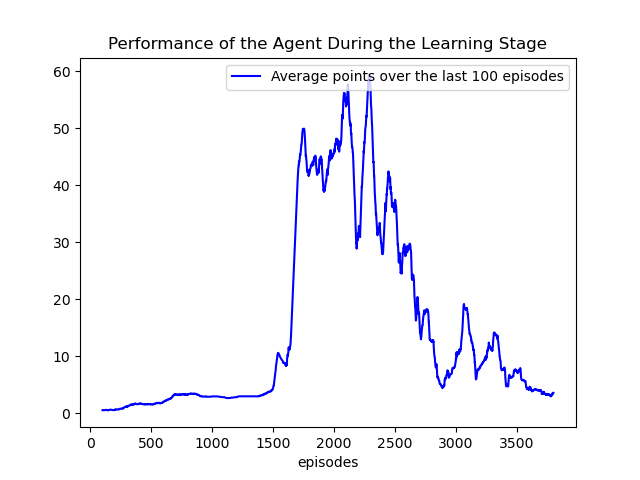 Performance of the Agent During the Learning Stage
Average points over the last 100 episodes
60
50
40
30
20
10
0
0 500 1000 1500 2000 2500 3000 3500
episodes